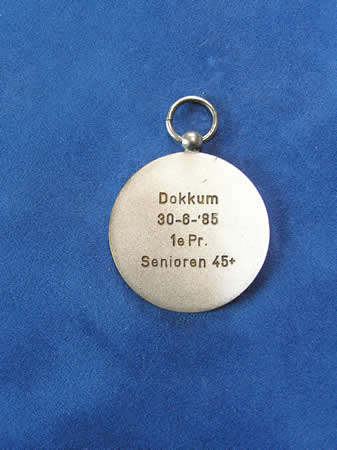 Dokkum
30-6-'85
1e Pr.
Senioren 45+